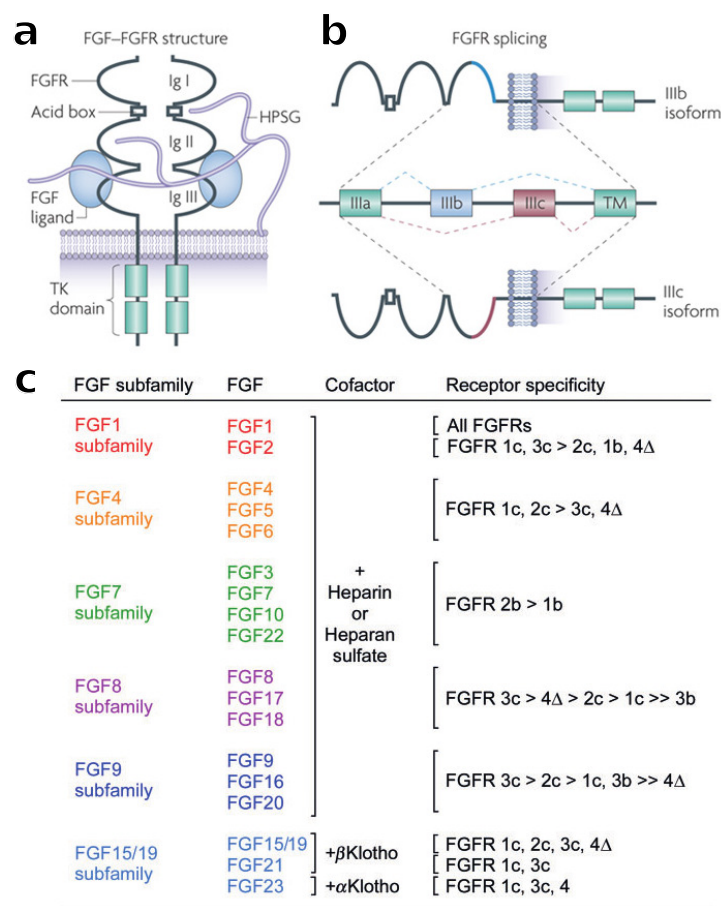 a
FGF–FGFR structure
FGFR
Ig I
Acid box
HPSG
Ig II
FGF
ligand
Ig III
TK
domain
b
FGFR splicing
IIIb
isoform
IIIa
IIIb
IIIc
TM
IIIc
isoform
c
FGF subfamily FGF Cofactor Receptor specificity
FGF1
subfamily
FGF1
FGF2
All FGFRs
FGFR 1c, 3c > 2c, 1b, 4Δ
FGF4
subfamily
FGF4
FGF5
FGF6
FGFR 1c, 2c > 3c, 4Δ
FGF7
subfamily
FGF3
FGF7
FGF10
FGF22
+
Heparin
or
Heparan
sulfate
FGFR 2b > 1b
FGF8
subfamily
FGF8
FGF17
FGF18
FGFR 3c > 4Δ > 2c > 1c >> 3b
FGF9
subfamily
FGF9
FGF16
FGF20
FGFR 3c > 2c > 1c, 3b >> 4Δ
FGF15/19
subfamily
FGF15/19
FGF21
FGF23
+βKlotho
+αKlotho
FGFR 1c, 2c, 3c, 4Δ
FGFR 1c, 3c
FGFR 1c, 3c, 4